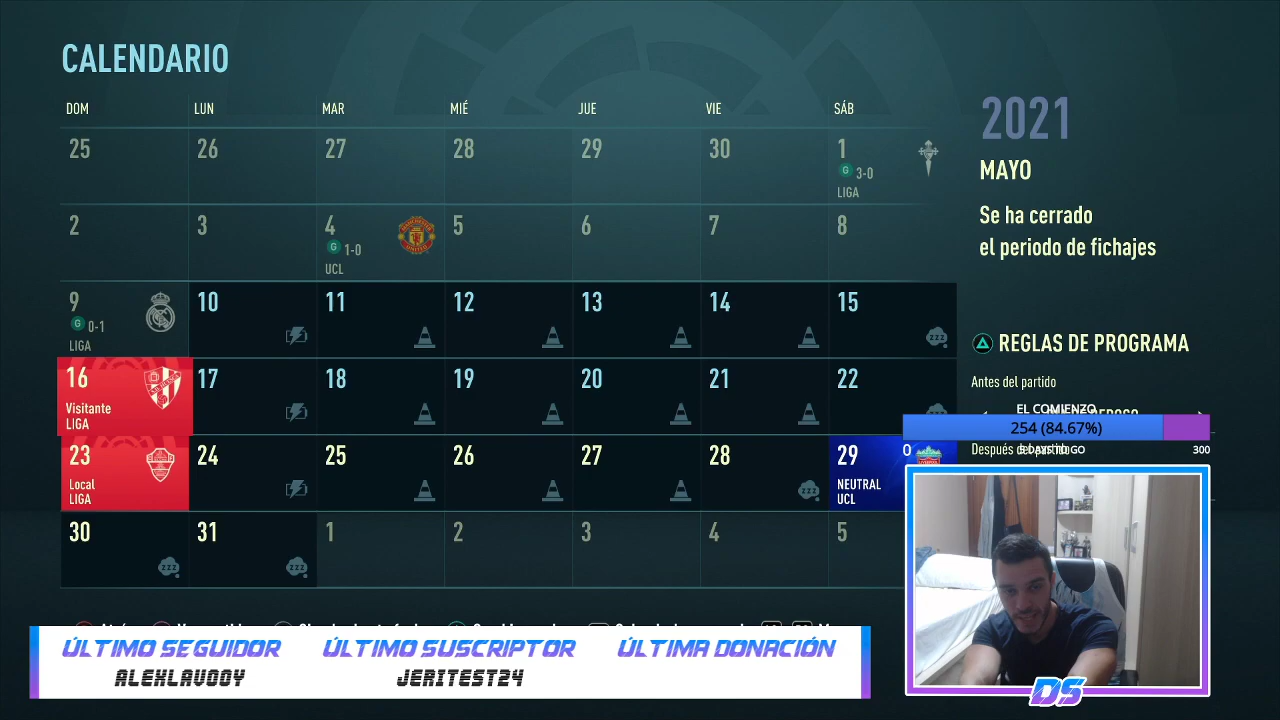 CALENDARIO
DOM LUN MAR MIÉ JUE VIE SÁB
25 26 27 28 29 30 1
G 3-0
LIGA
2 3 4 5 6 7 8
G 1-0
UCL
9 10 11 12 13 14 15
G 0-1
LIGA
16 17 18 19 20 21 22
Visitante
LIGA
23 24 25 26 27 28 29
Local
LIGA
NEUTRAL
UCL
30 31 1 2 3 4 5
2021
MAYO
Se ha cerrado
el periodo de fichajes
REGLAS DE PROGRAMA
Antes del partido
EL COMIENZO
254 (84.67%)
0 300
Después del partido
ÚLTIMO SEGUIDOR ÚLTIMO SUSCRIPTOR ÚLTIMA DONACIÓN
ALEXLAVODY JERITEST24
DS